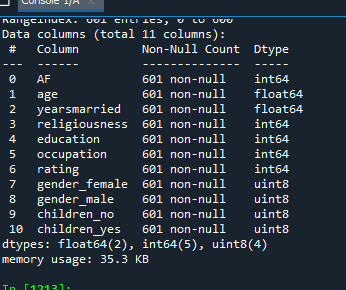 Console 1/A
RangeIndex: 601 entries, 0 to 600
Data columns (total 11 columns):
 #   Column         Non-Null Count  Dtype
---  ------         --------------  -----
 0   AF             601 non-null    int64
 1   age            601 non-null    float64
 2   yearsmarried   601 non-null    float64
 3   religiousness  601 non-null    int64
 4   education      601 non-null    int64
 5   occupation     601 non-null    int64
 6   rating         601 non-null    int64
 7   gender_female  601 non-null    uint8
 8   gender_male    601 non-null    uint8
 9   children_no    601 non-null    uint8
 10  children_yes   601 non-null    uint8
dtypes: float64(2), int64(5), uint8(4)
memory usage: 35.3 KB
In [1213]: